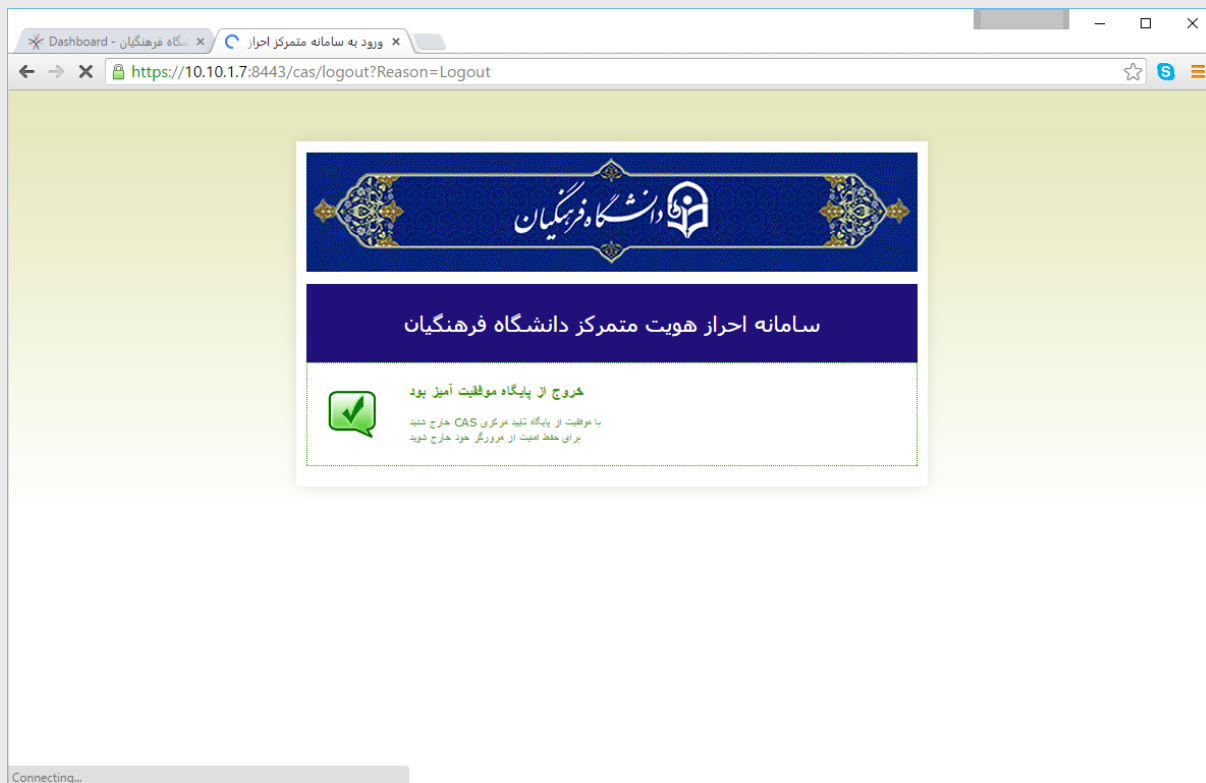 Dashboard - گاه فرهنگیان
ورود به سامانه متمرکز احراز
https://10.10.1.7:8443/cas/logout?Reason=Logout
دانشگاه فرهنگیان
سامانه احراز هویت متمرکز دانشگاه فرهنگیان
خروج از پایگاه موفقیت آمیز بود
با موفقیت از پایگاه تایید مرکزی CAS خارج شدید
برای حفظ امنیت از مرورگر خود خارج شوید
Connecting...